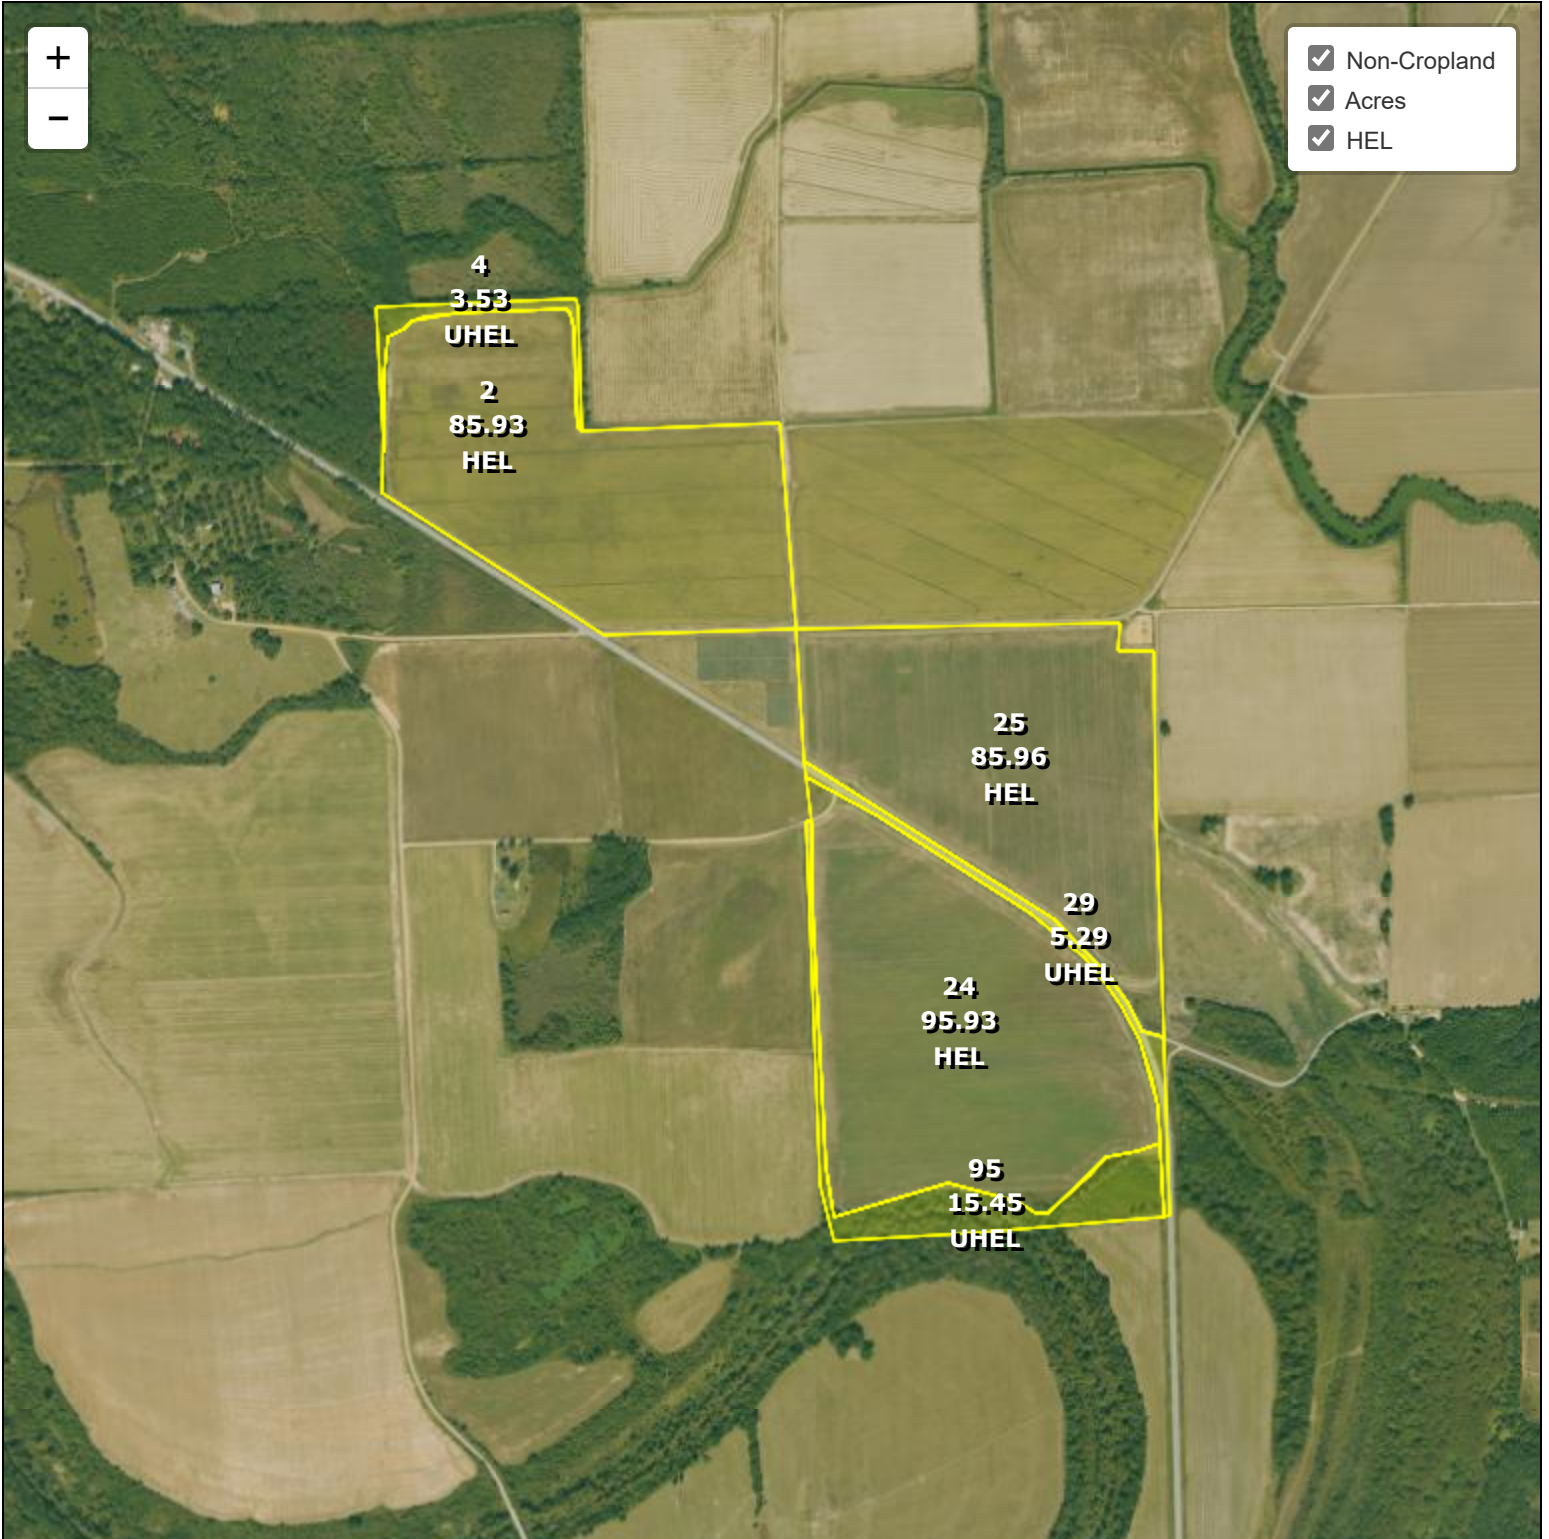 +
−
Non-Cropland
Acres
HEL
4
3.53
UHEL
2
85.93
HEL
25
85.96
HEL
29
5.29
UHEL
24
95.93
HEL
95
15.45
UHEL